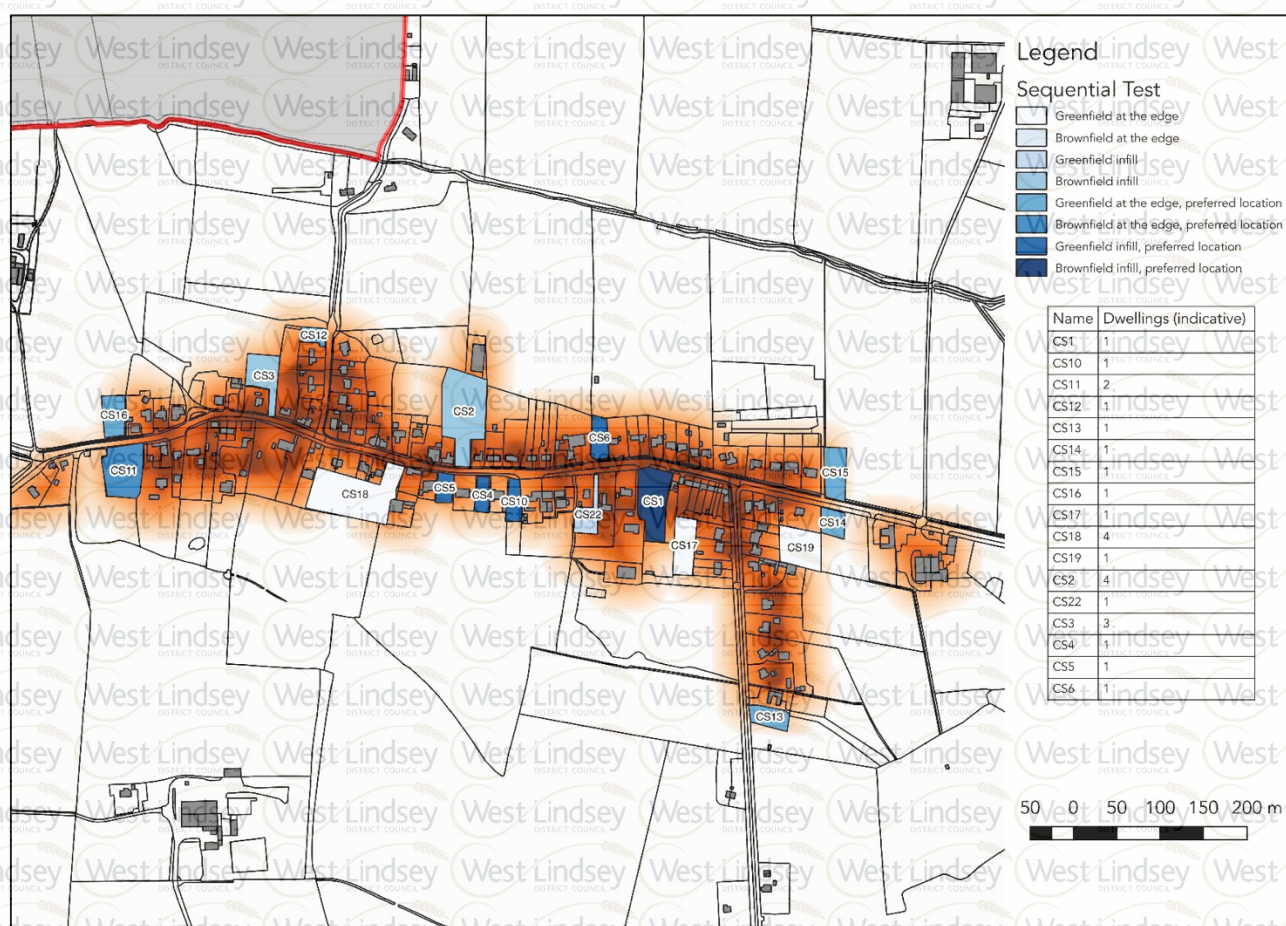 West Lindsey
DISTRICT COUNCIL
Legend
Sequential Test
Greenfield at the edge
Brownfield at the edge
Greenfield infill
Brownfield infill
Greenfield at the edge, preferred location
Brownfield at the edge, preferred location
Greenfield infill, preferred location
Brownfield infill, preferred location
Name Dwellings (indicative)
CS1 1
CS10 1
CS11 2
CS12 1
CS13 1
CS14 1
CS15 1
CS16 1
CS17 1
CS18 4
CS19 1
CS2 4
CS22 1
CS3 3
CS4 1
CS5 1
CS6 1
CS12
CS3
CS16
CS2
CS6
CS11
CS15
CS18
CS5
CS4
CS10
CS1
CS22
CS14
CS17
CS19
CS13
50 0 50 100 150 200 m